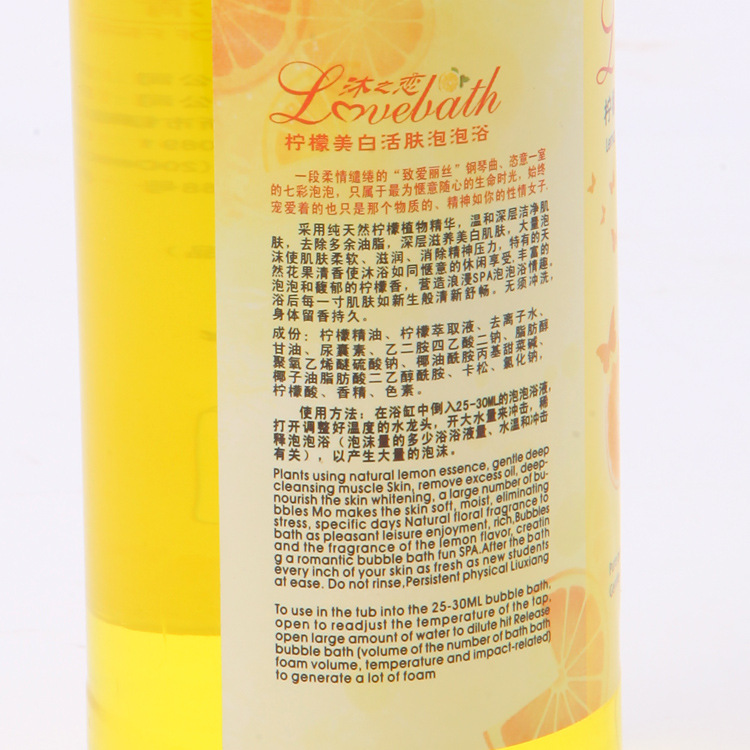 沐之恋
Lovebath
柠檬美白活肤泡泡浴
一段柔情缱绻的“致爱丽丝”钢琴曲、恣意一室
的七彩泡泡，只属于最为惬意随心的生命时光，始终
宠爱着的也只是那个物质的、精神如你的性情女子.
采用纯天然柠檬植物精华，温和深层洁净肌
肤，去除多余油脂，深层滋养美白肌肤，大量泡
沫使肌肤柔软、滋润、消除精神压力，特有的天
然花果清香使沐浴如同惬意的休闲享受，丰富的
泡泡和馥郁的柠檬香，营造浪漫SPA泡泡浴情趣，
浴后每一寸肌肤如新生般清新舒畅。无须冲洗，
身体留香持久。
成份：柠檬精油、柠檬萃取液、去离子水、
甘油、尿囊素、乙二胺四乙酸二钠、脂肪醇
聚氧乙烯醚硫酸钠、椰油酰胺丙基甜菜碱、
椰子油脂肪酸二乙醇酰胺、卡松、氯化钠，
柠檬酸、香精、色素。
使用方法：在浴缸中倒入25-30ML的泡泡浴液，
打开调整好温度的水龙头，开大水量来冲击，稀
释泡泡浴（泡沫量的多少浴浴液量、水温和冲击
有关），以产生大量的泡沫。
Plants using natural lemon essence, gentle deep
cleansing muscle Skin, remove excess oil, deep-
nourish the skin whitening, a large number of bu-
bbles Mo makes the skin soft, moist, eliminating
stress, specific days Natural floral fragrance to
bath as pleasant leisure enjoyment, rich,Bubbles
and the fragrance of the lemon flavor, creatin
g a romantic bubble bath fun SPA.After the bath
every inch of your skin as fresh as new students
at ease. Do not rinse,Persistent physical Liuxiang
To use in the tub into the 25-30ML bubble bath,
open to readjust the temperature of the tap,
open large amount of water to dilute hit Release
bubble bath (volume of the number of bath bath
foam volume, temperature and impact-related)
to generate a lot of foam